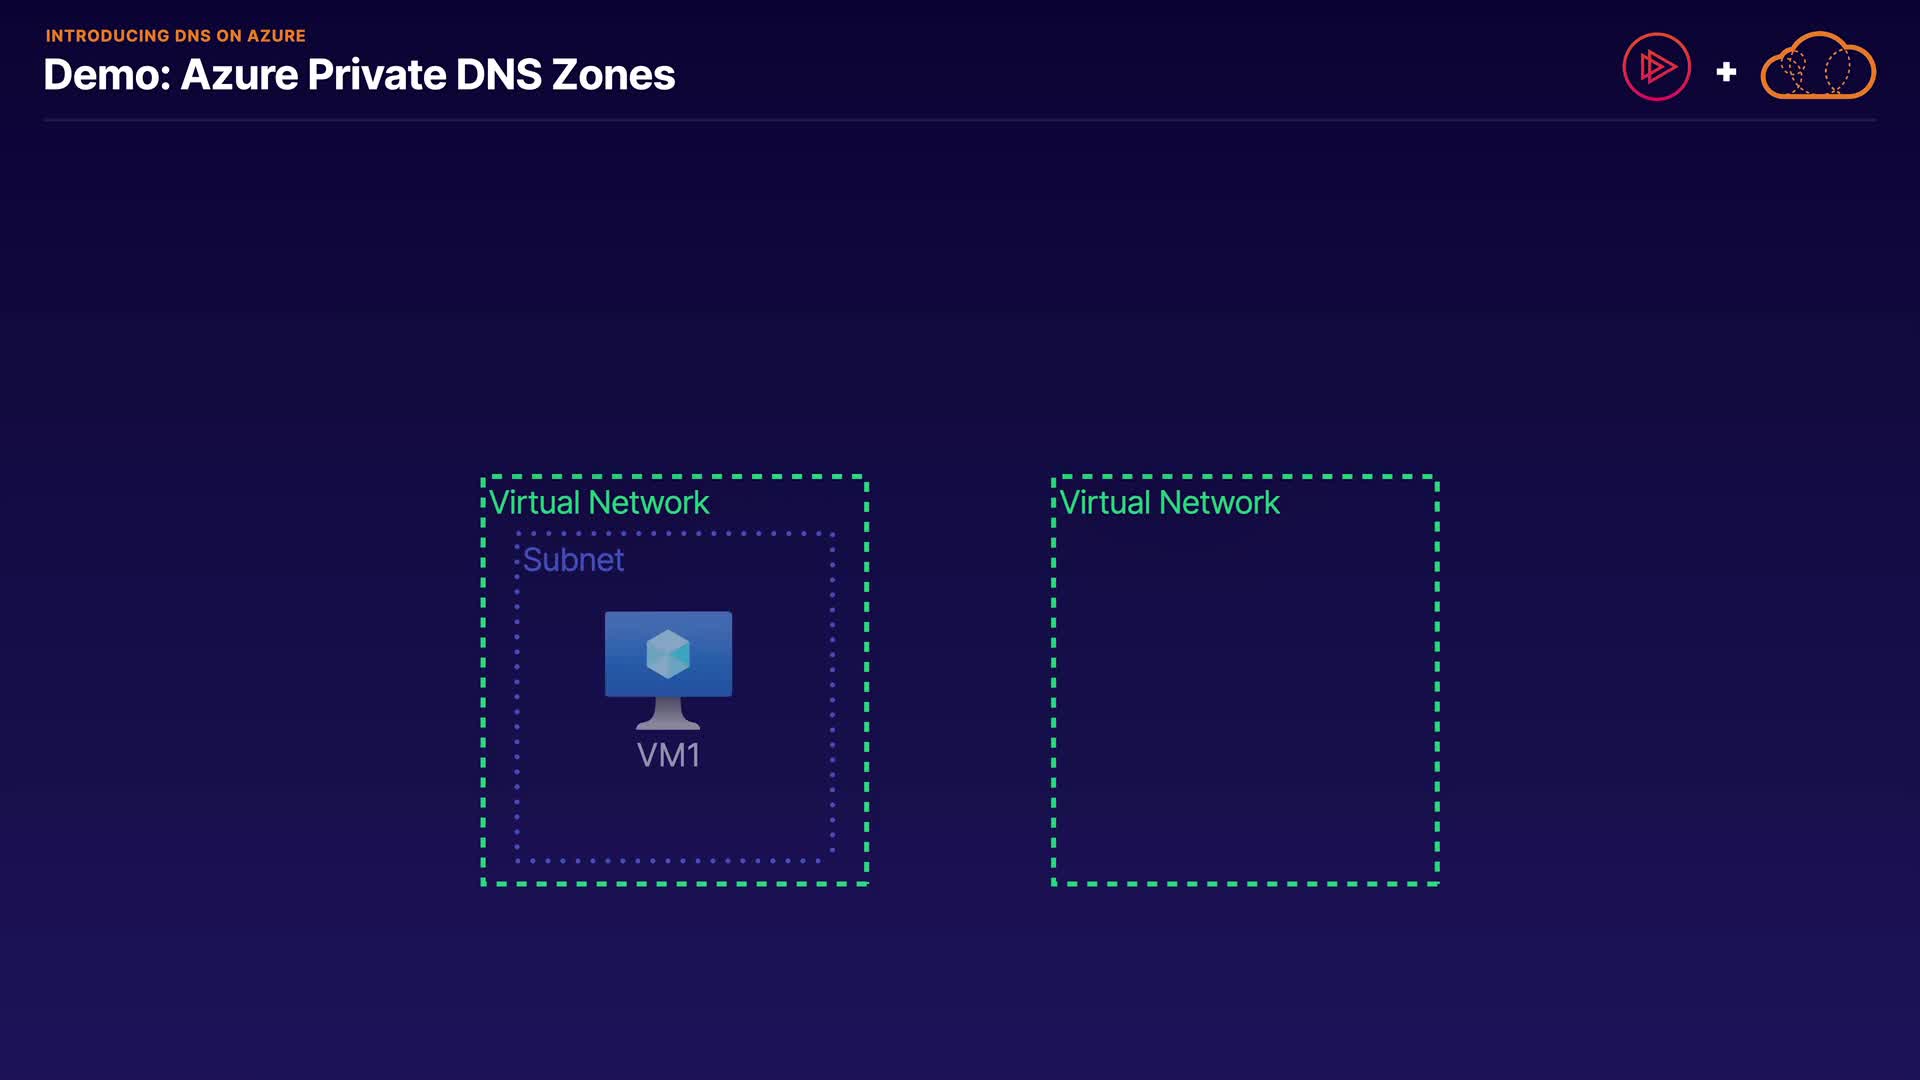 INTRODUCING DNS ON AZURE
Demo: Azure Private DNS Zones
Virtual Network
Virtual Network
Subnet
VM1